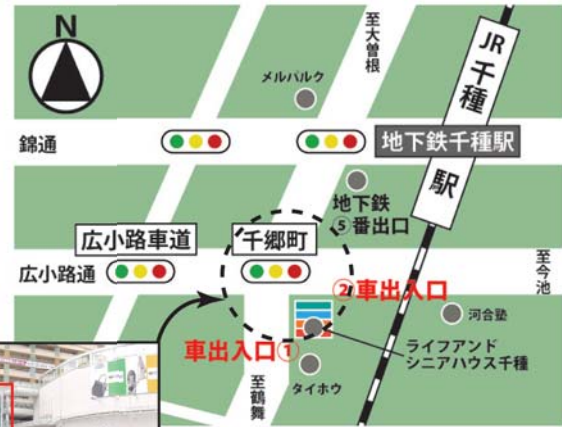 N
至大曽根
JR千種駅
メルパルク
錦通
地下鉄千種駅
地下鉄
⑤番出口
広小路車道
千郷町
広小路通
至今池
②車出入口
河合塾
車出入口①
ライフアンド
シニアハウス千種
タイホウ
至鶴舞